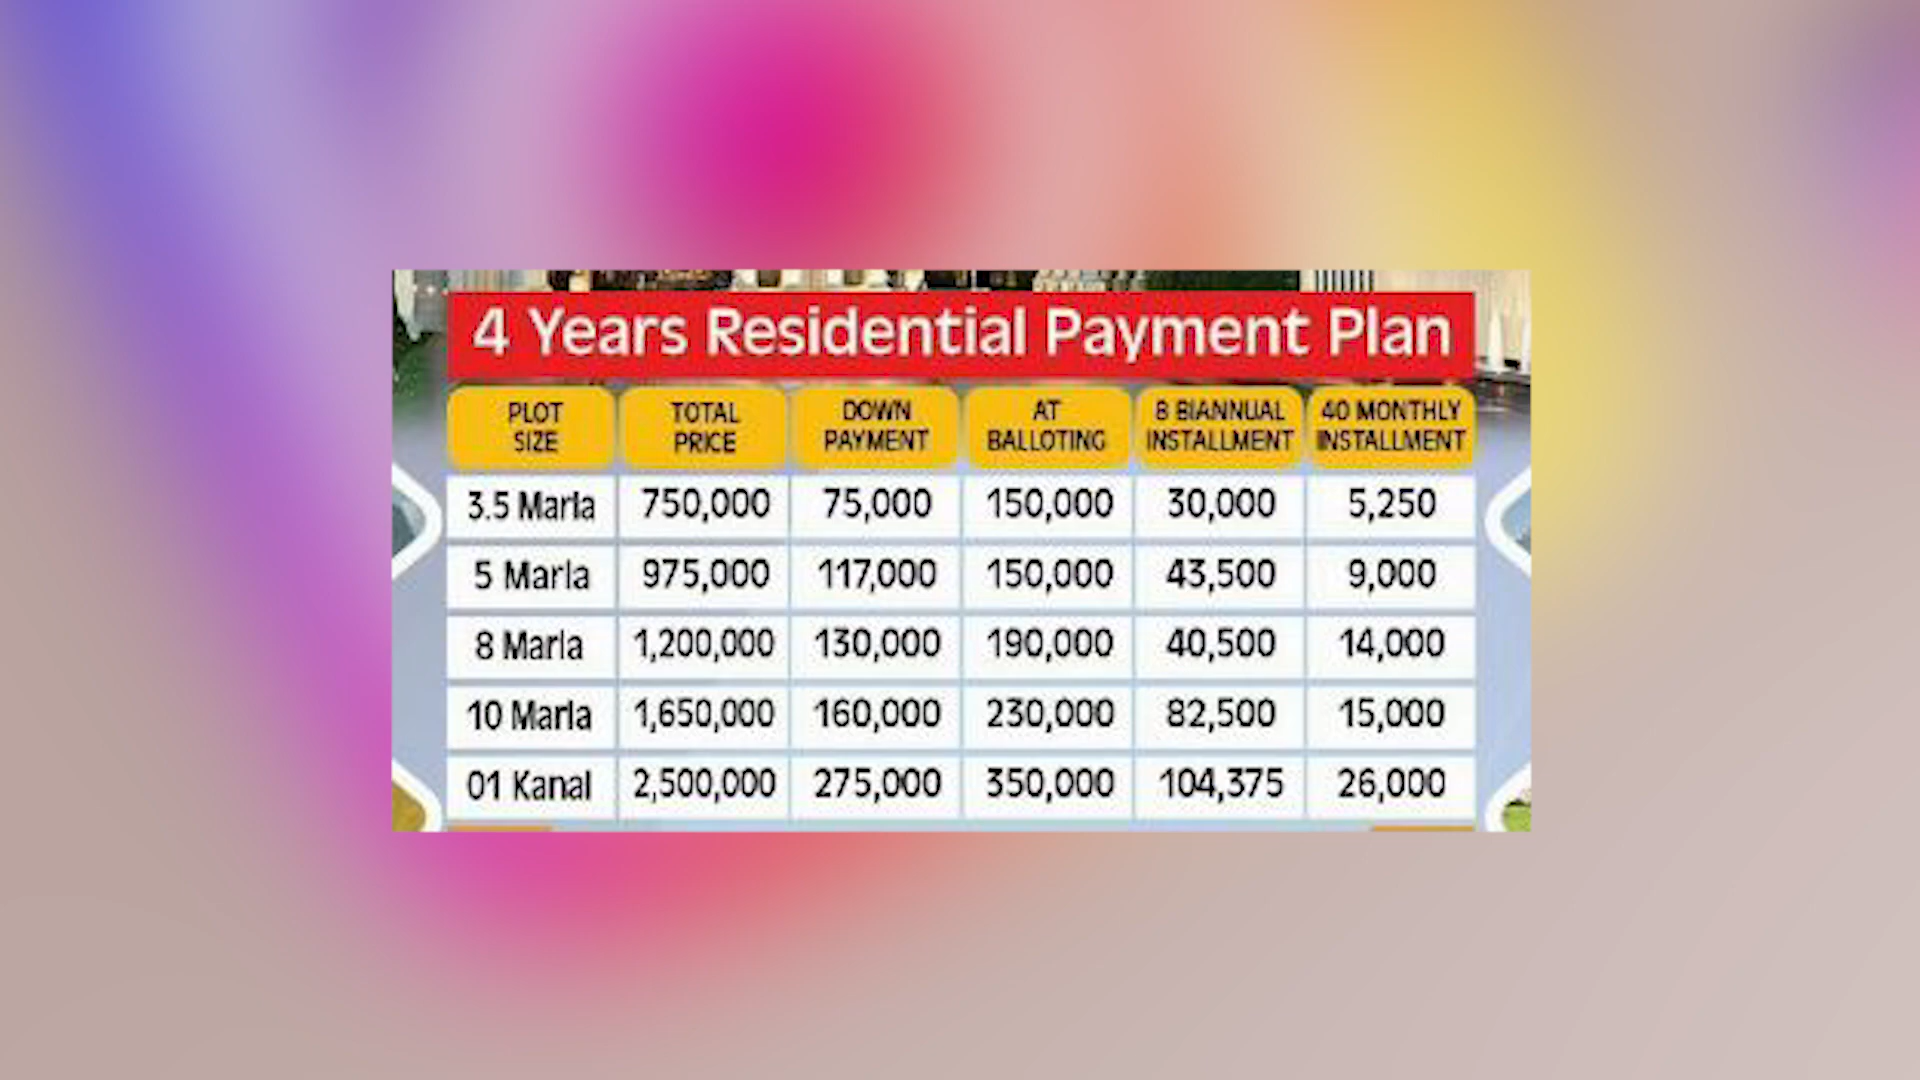 4 Years Residential Payment Plan
PLOT SIZE TOTAL PRICE DOWN PAYMENT AT BALLOTING 8 BIANNUAL INSTALLMENT 40 MONTHLY INSTALLMENT
3.5 Marla 750,000 75,000 150,000 30,000 5,250
5 Marla 975,000 117,000 150,000 43,500 9,000
8 Marla 1,200,000 130,000 190,000 40,500 14,000
10 Marla 1,650,000 160,000 230,000 82,500 15,000
01 Kanal 2,500,000 275,000 350,000 104,375 26,000